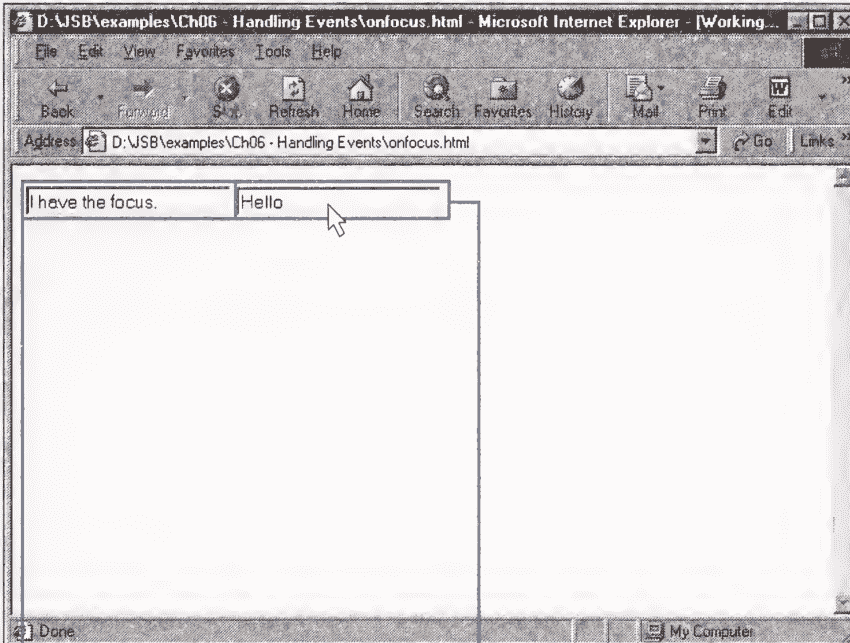 D:\JSB\examples\Ch06 - Handling Events\onfocus.html - Microsoft Internet Explorer - [Working...
File Edit View Favorites Tools Help
Back Forward Stop Refresh Home Search Favorites History Mail Print Edit »
Address D:\JSB\examples\Ch06 - Handling Events\onfocus.html Go Links »
I have the focus. Hello
Done My Computer